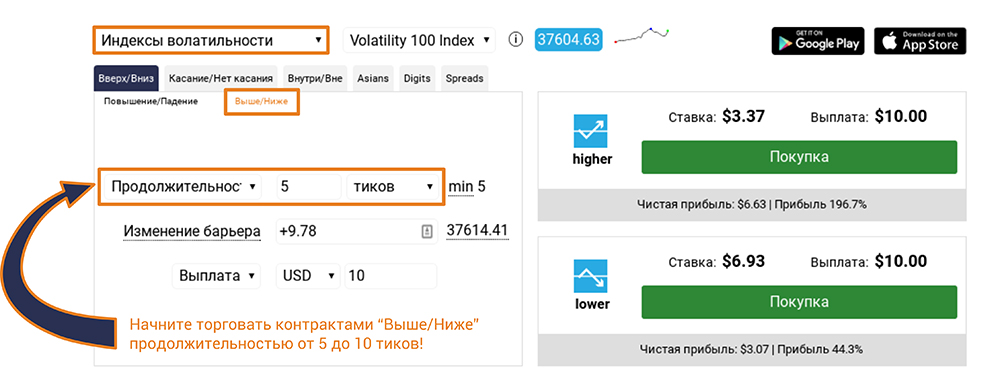 Индексы волатильности
Volatility 100 Index
37604.63
GET IT ON
Google Play
Download on the
App Store
Вверх/Вниз
Касание/Нет касания
Внутри/Вне
Asians
Digits
Spreads
Повышение/Падение
Выше/Ниже
Продолжительнос
5
тиков
min 5
Изменение барьера
+9.78
37614.41
Выплата
USD
10
Начните торговать контрактами “Выше/Ниже”
продолжительностью от 5 до 10 тиков!
higher
Ставка: $3.37
Выплата: $10.00
Покупка
Чистая прибыль: $6.63 | Прибыль 196.7%
lower
Ставка: $6.93
Выплата: $10.00
Покупка
Чистая прибыль: $3.07 | Прибыль 44.3%